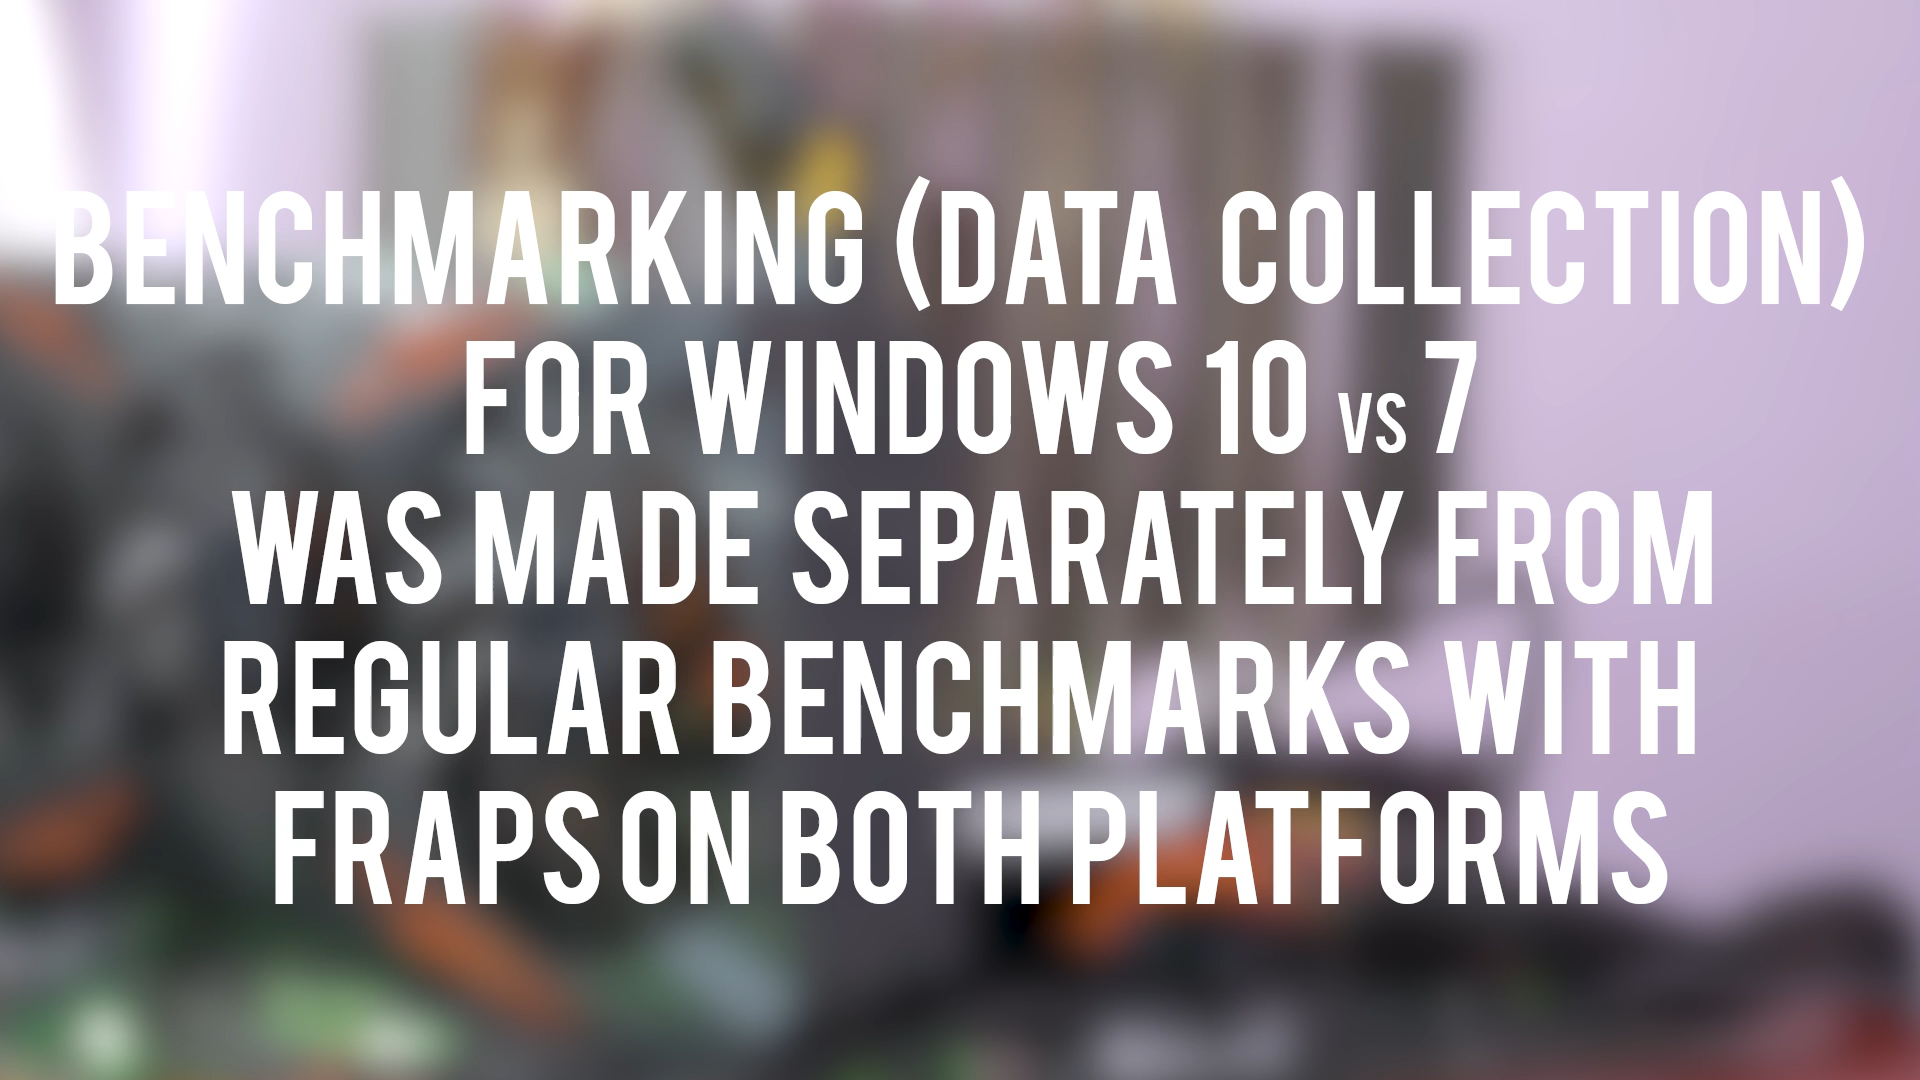 BENCHMARKING (DATA COLLECTION)
FOR WINDOWS 10 VS 7
WAS MADE SEPARATELY FROM
REGULAR BENCHMARKS WITH
FRAPS ON BOTH PLATFORMS